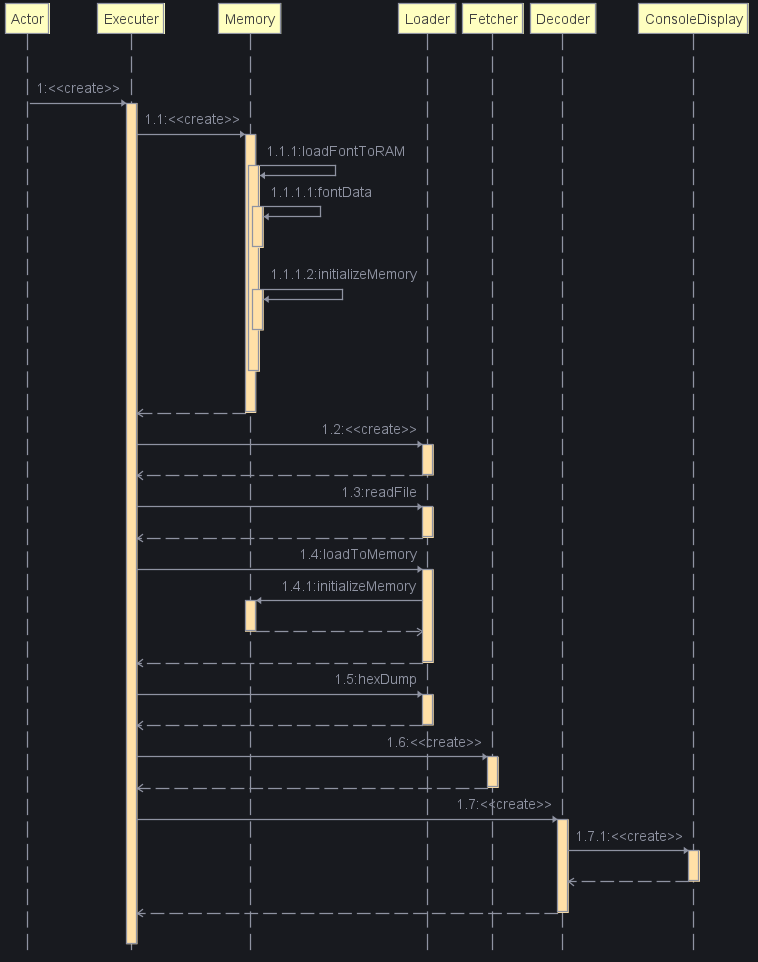 Actor Executer Memory Loader Fetcher Decoder ConsoleDisplay
1:<<create>>
1.1:<<create>>
1.1.1:loadFontToRAM
1.1.1.1:fontData
1.1.1.2:initializeMemory
1.2:<<create>>
1.3:readFile
1.4:loadToMemory
1.4.1:initializeMemory
1.5:hexDump
1.6:<<create>>
1.7:<<create>>
1.7.1:<<create>>